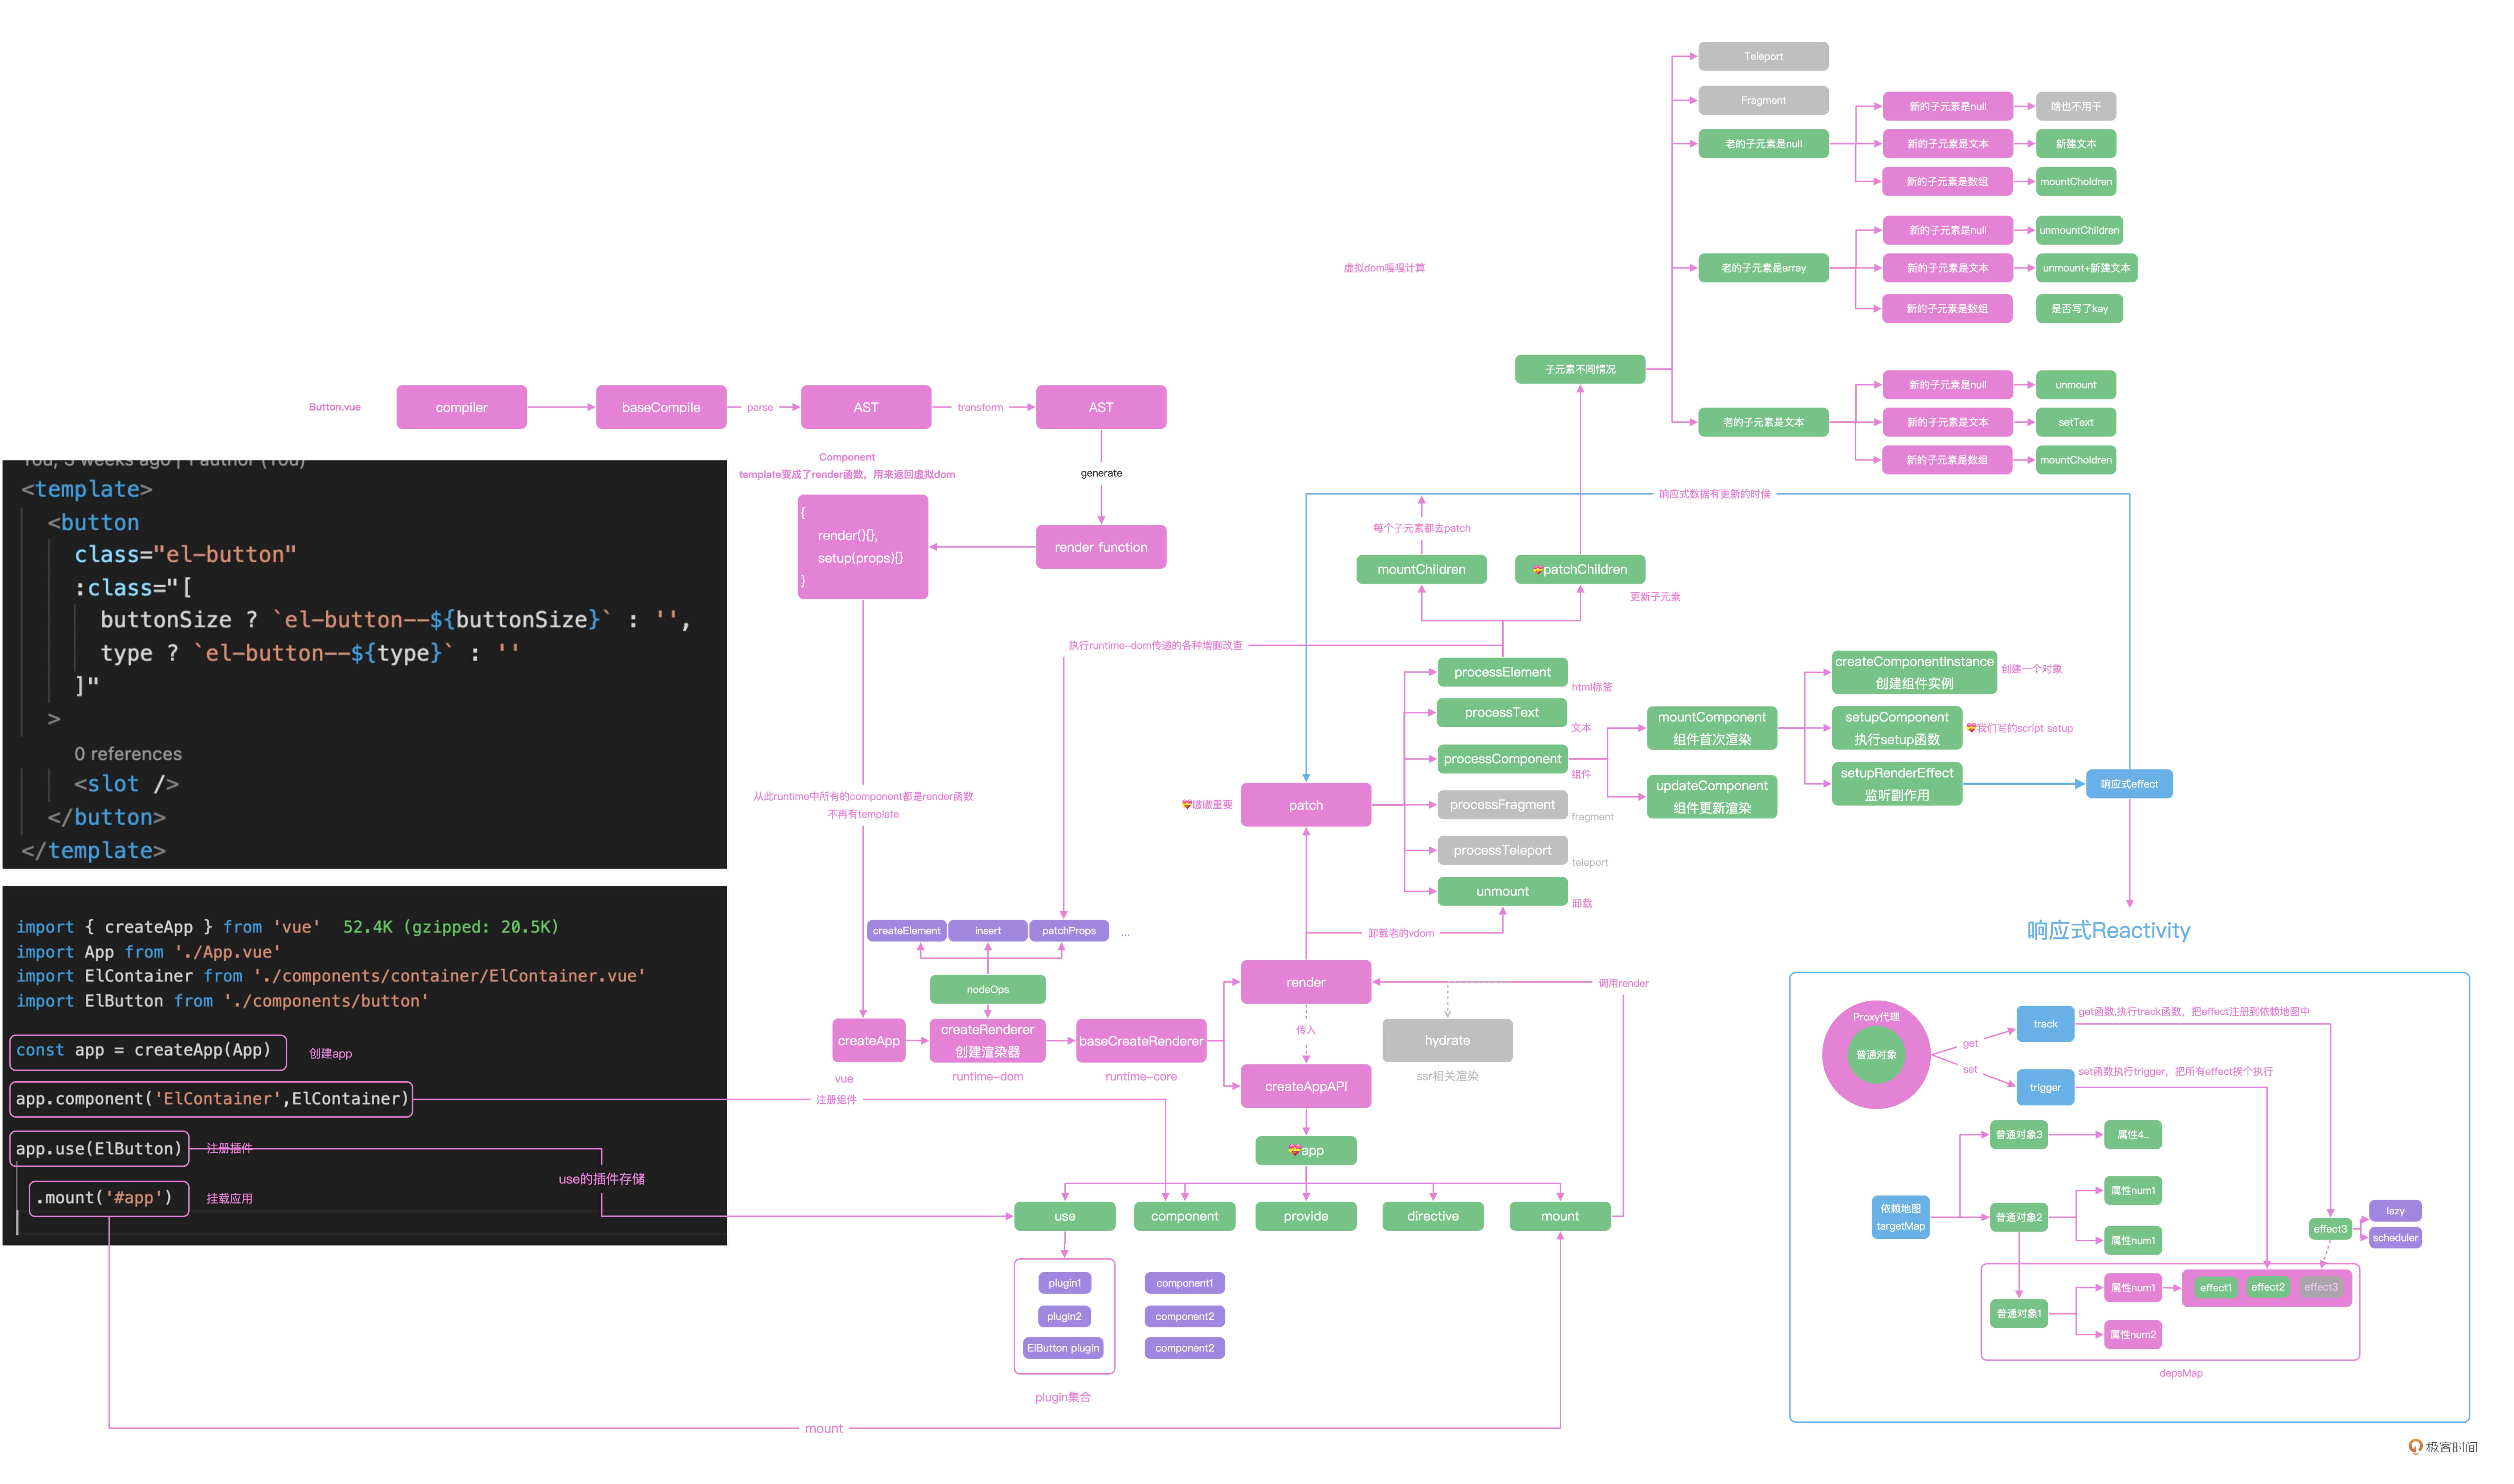 Teleport
Fragment
老的子元素是null
新的子元素是null
啥也不用干
新的子元素是文本
新建文本
新的子元素是数组
mountCholdren
虚拟dom嘎嘎计算
老的子元素是array
新的子元素是null
unmountChildren
新的子元素是文本
unmount+新建文本
新的子元素是数组
是否写了key
子元素不同情况
老的子元素是文本
新的子元素是null
unmount
新的子元素是文本
setText
新的子元素是数组
mountCholdren
Button.vue
compiler
baseCompile
parse
AST
transform
AST
generate
render function
Component
template变成了render函数，用来返回虚拟dom
{
render(){},
setup(props){}
}
从此runtime中所有的component都是render函数
不再有template
You, 3 weeks ago | 1 author (You)
<template>
<button
class="el-button"
:class="[
buttonSize ? `el-button--${buttonSize}` : '',
type ? `el-button--${type}` : ''
]"
>
0 references
<slot />
</button>
</template>
import { createApp } from 'vue' 52.4K (gzipped: 20.5K)
import App from './App.vue'
import ElContainer from './components/container/ElContainer.vue'
import ElButton from './components/button'
const app = createApp(App)
创建app
app.component('ElContainer',ElContainer)
注册组件
app.use(ElButton)
注册插件
use的插件存储
.mount('#app')
挂载应用
mount
响应式数据有更新的时候
每个子元素都去patch
mountChildren
💝patchChildren
更新子元素
执行runtime-dom传递的各种增删改查
processElement
html标签
processText
文本
processComponent
组件
processFragment
fragment
processTeleport
teleport
unmount
卸载
💝嗷嗷重要
patch
mountComponent
组件首次渲染
updateComponent
组件更新渲染
createComponentInstance
创建组件实例
创建一个对象
setupComponent
执行setup函数
💝我们写的script setup
setupRenderEffect
监听副作用
响应式effect
卸载老的vdom
createElement
insert
patchProps
...
nodeOps
createApp
vue
createRenderer
创建渲染器
runtime-dom
baseCreateRenderer
runtime-core
render
传入
createAppAPI
调用render
hydrate
ssr相关渲染
💝app
use
component
provide
directive
mount
plugin1
plugin2
ElButton plugin
plugin集合
component1
component2
component2
响应式Reactivity
Proxy代理
普通对象
get
set
track
get函数,执行track函数，把effect注册到依赖地图中
trigger
set函数执行trigger，把所有effect挨个执行
普通对象3
属性4..
依赖地图
targetMap
普通对象2
属性num1
属性num1
effect3
lazy
scheduler
普通对象1
属性num1
effect1
effect2
effect3
属性num2
depsMap
极客时间